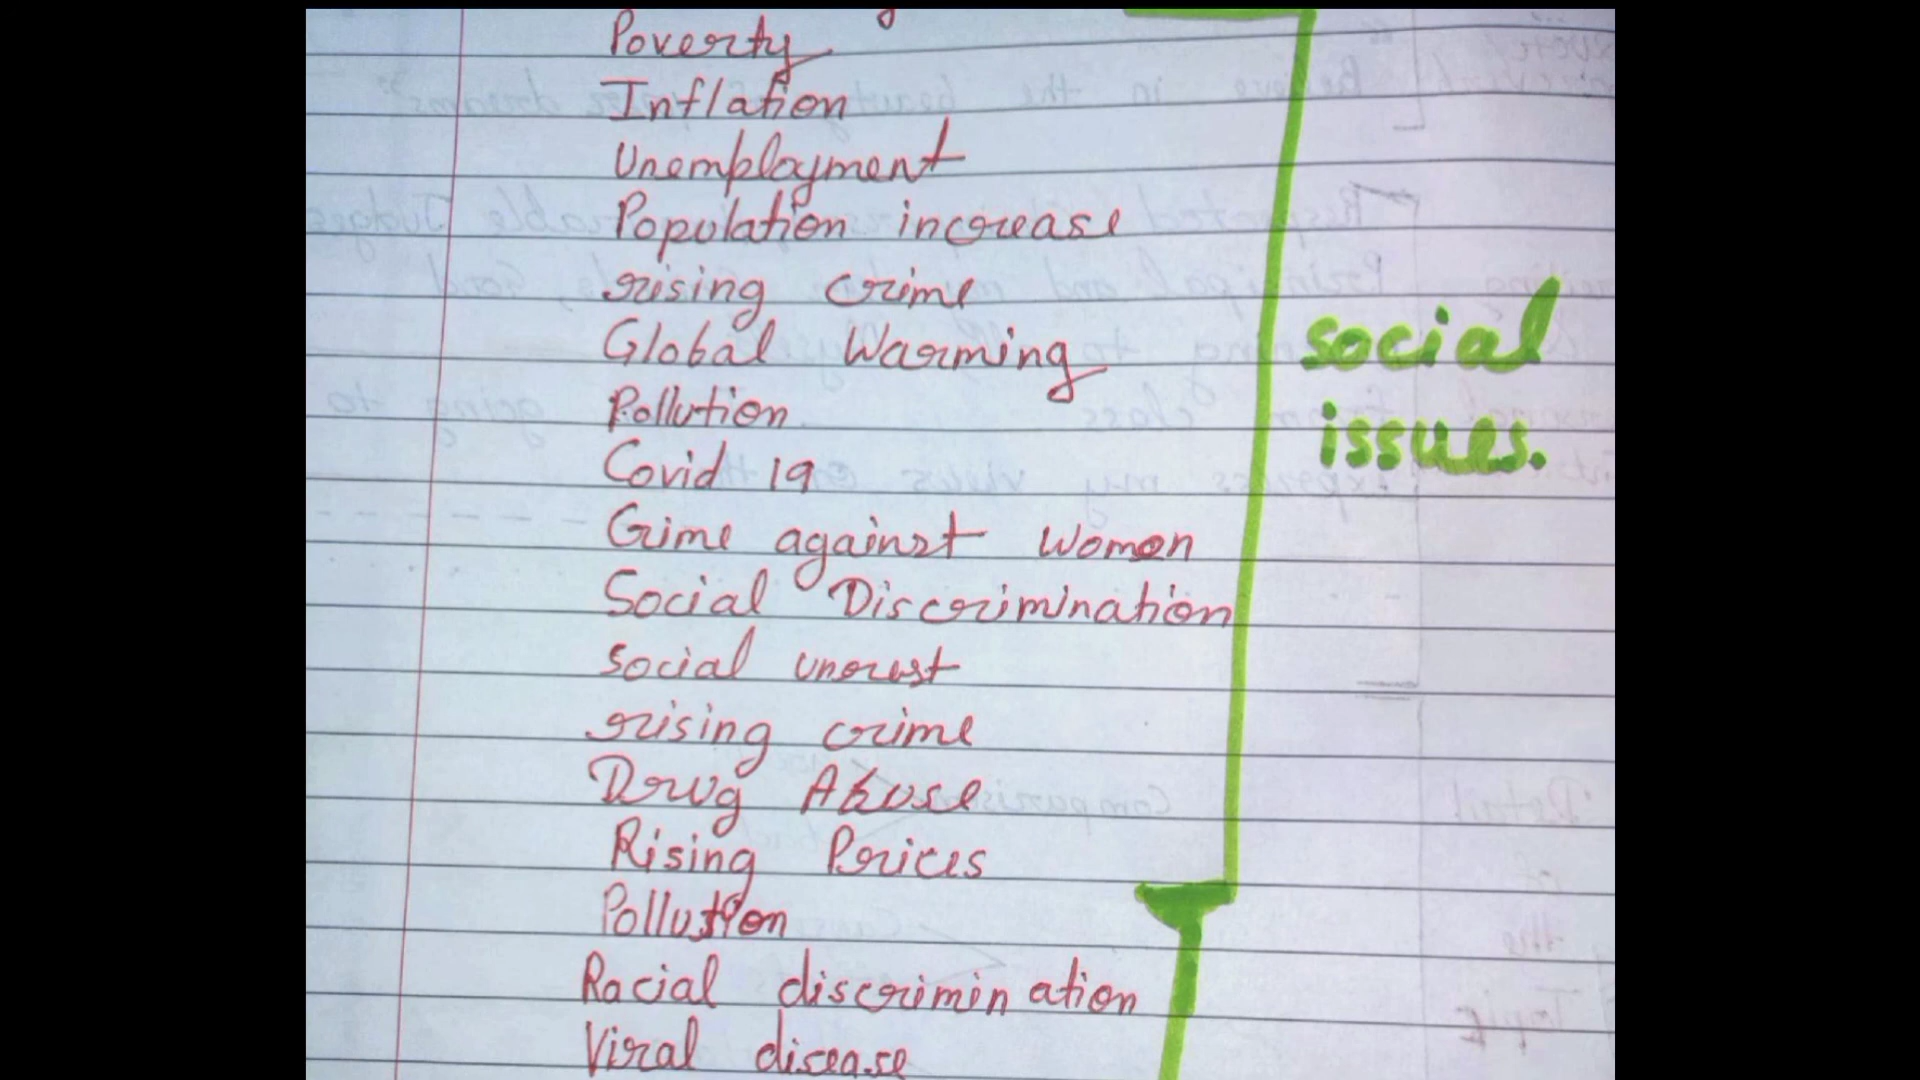 Poverty
Inflation
Unemployment
Population increase
rising crime
Global Warming
social
Pollution
issues.
Covid 19
Crime against Women
Social Discrimination
social unrest
rising crime
Drug Abuse
Rising Prices
Pollution
Racial discrimination
Viral disease